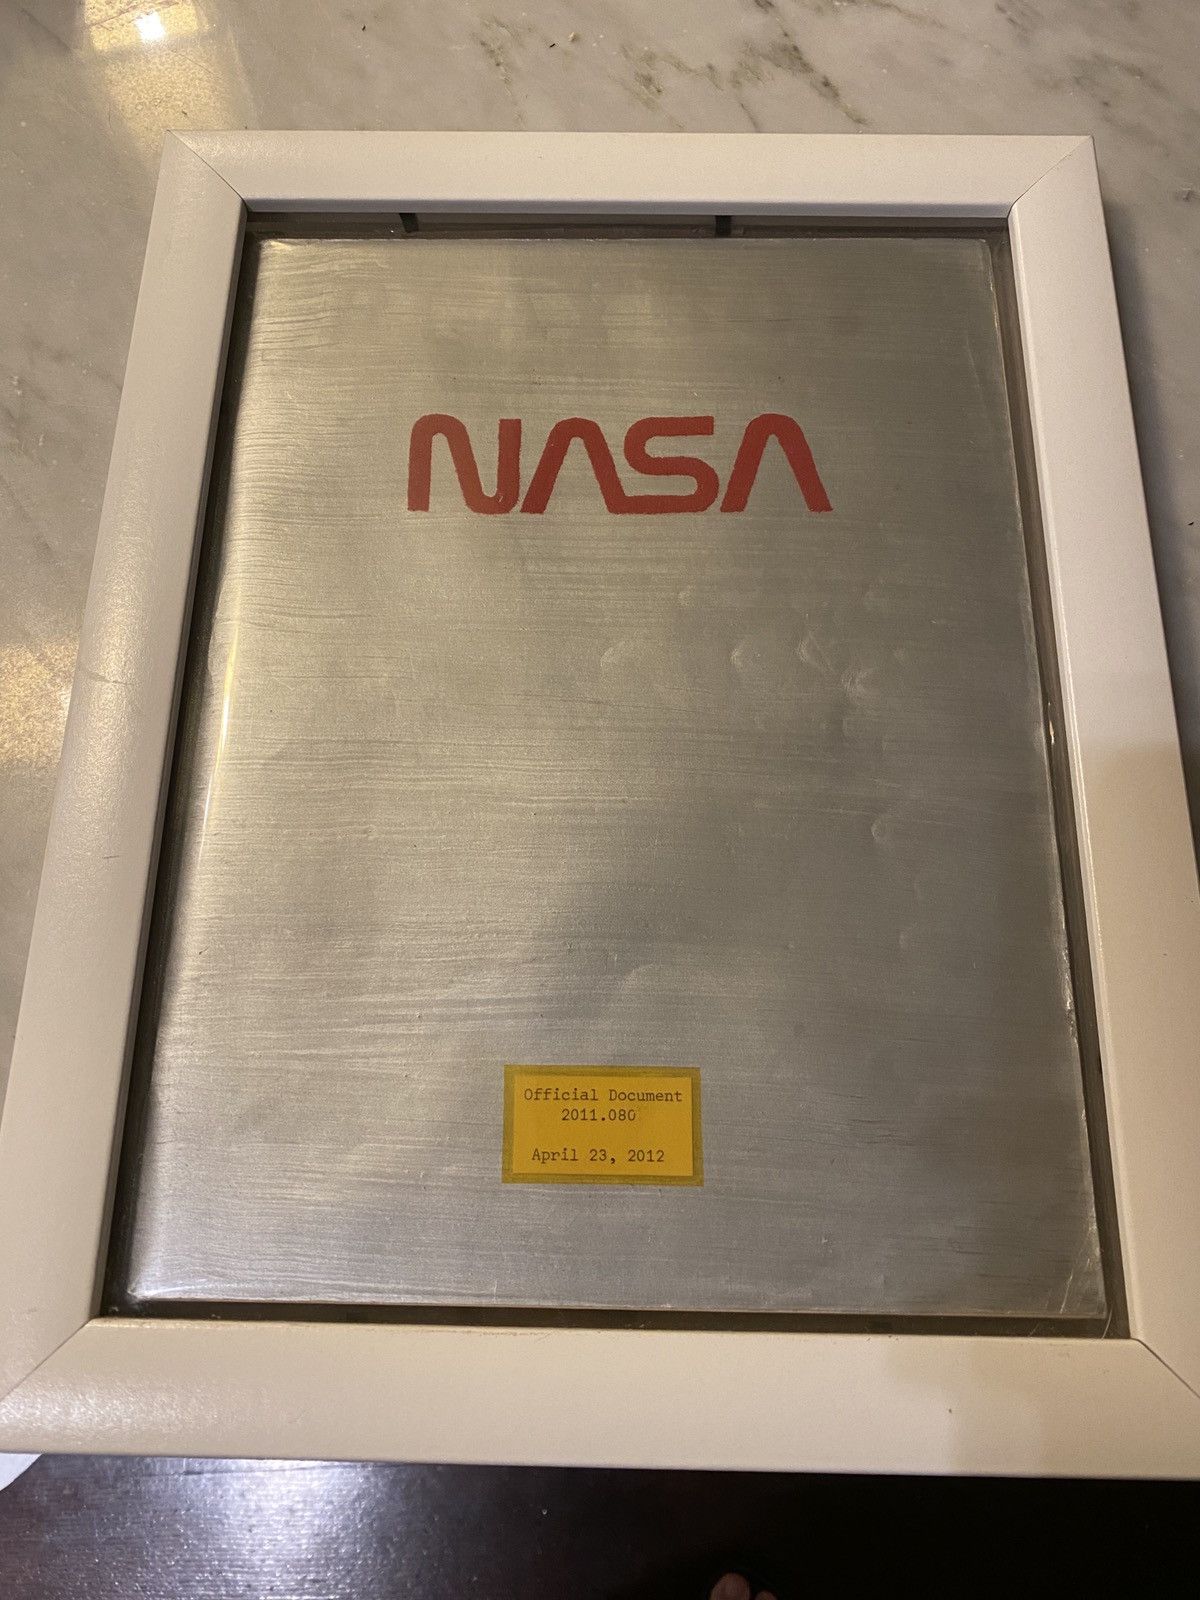 NASA
Official Document
2011.080
April 23, 2012